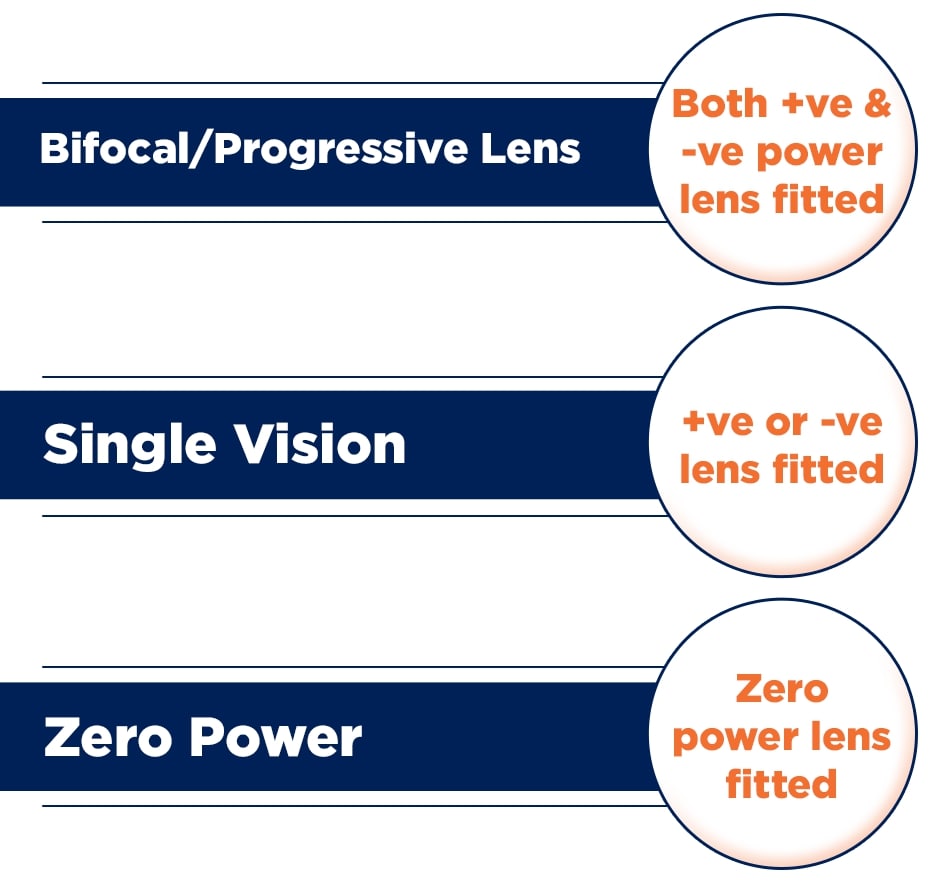 Bifocal/Progressive Lens
Both +ve &
-ve power
lens fitted
Single Vision
+ve or -ve
lens fitted
Zero Power
Zero
power lens
fitted